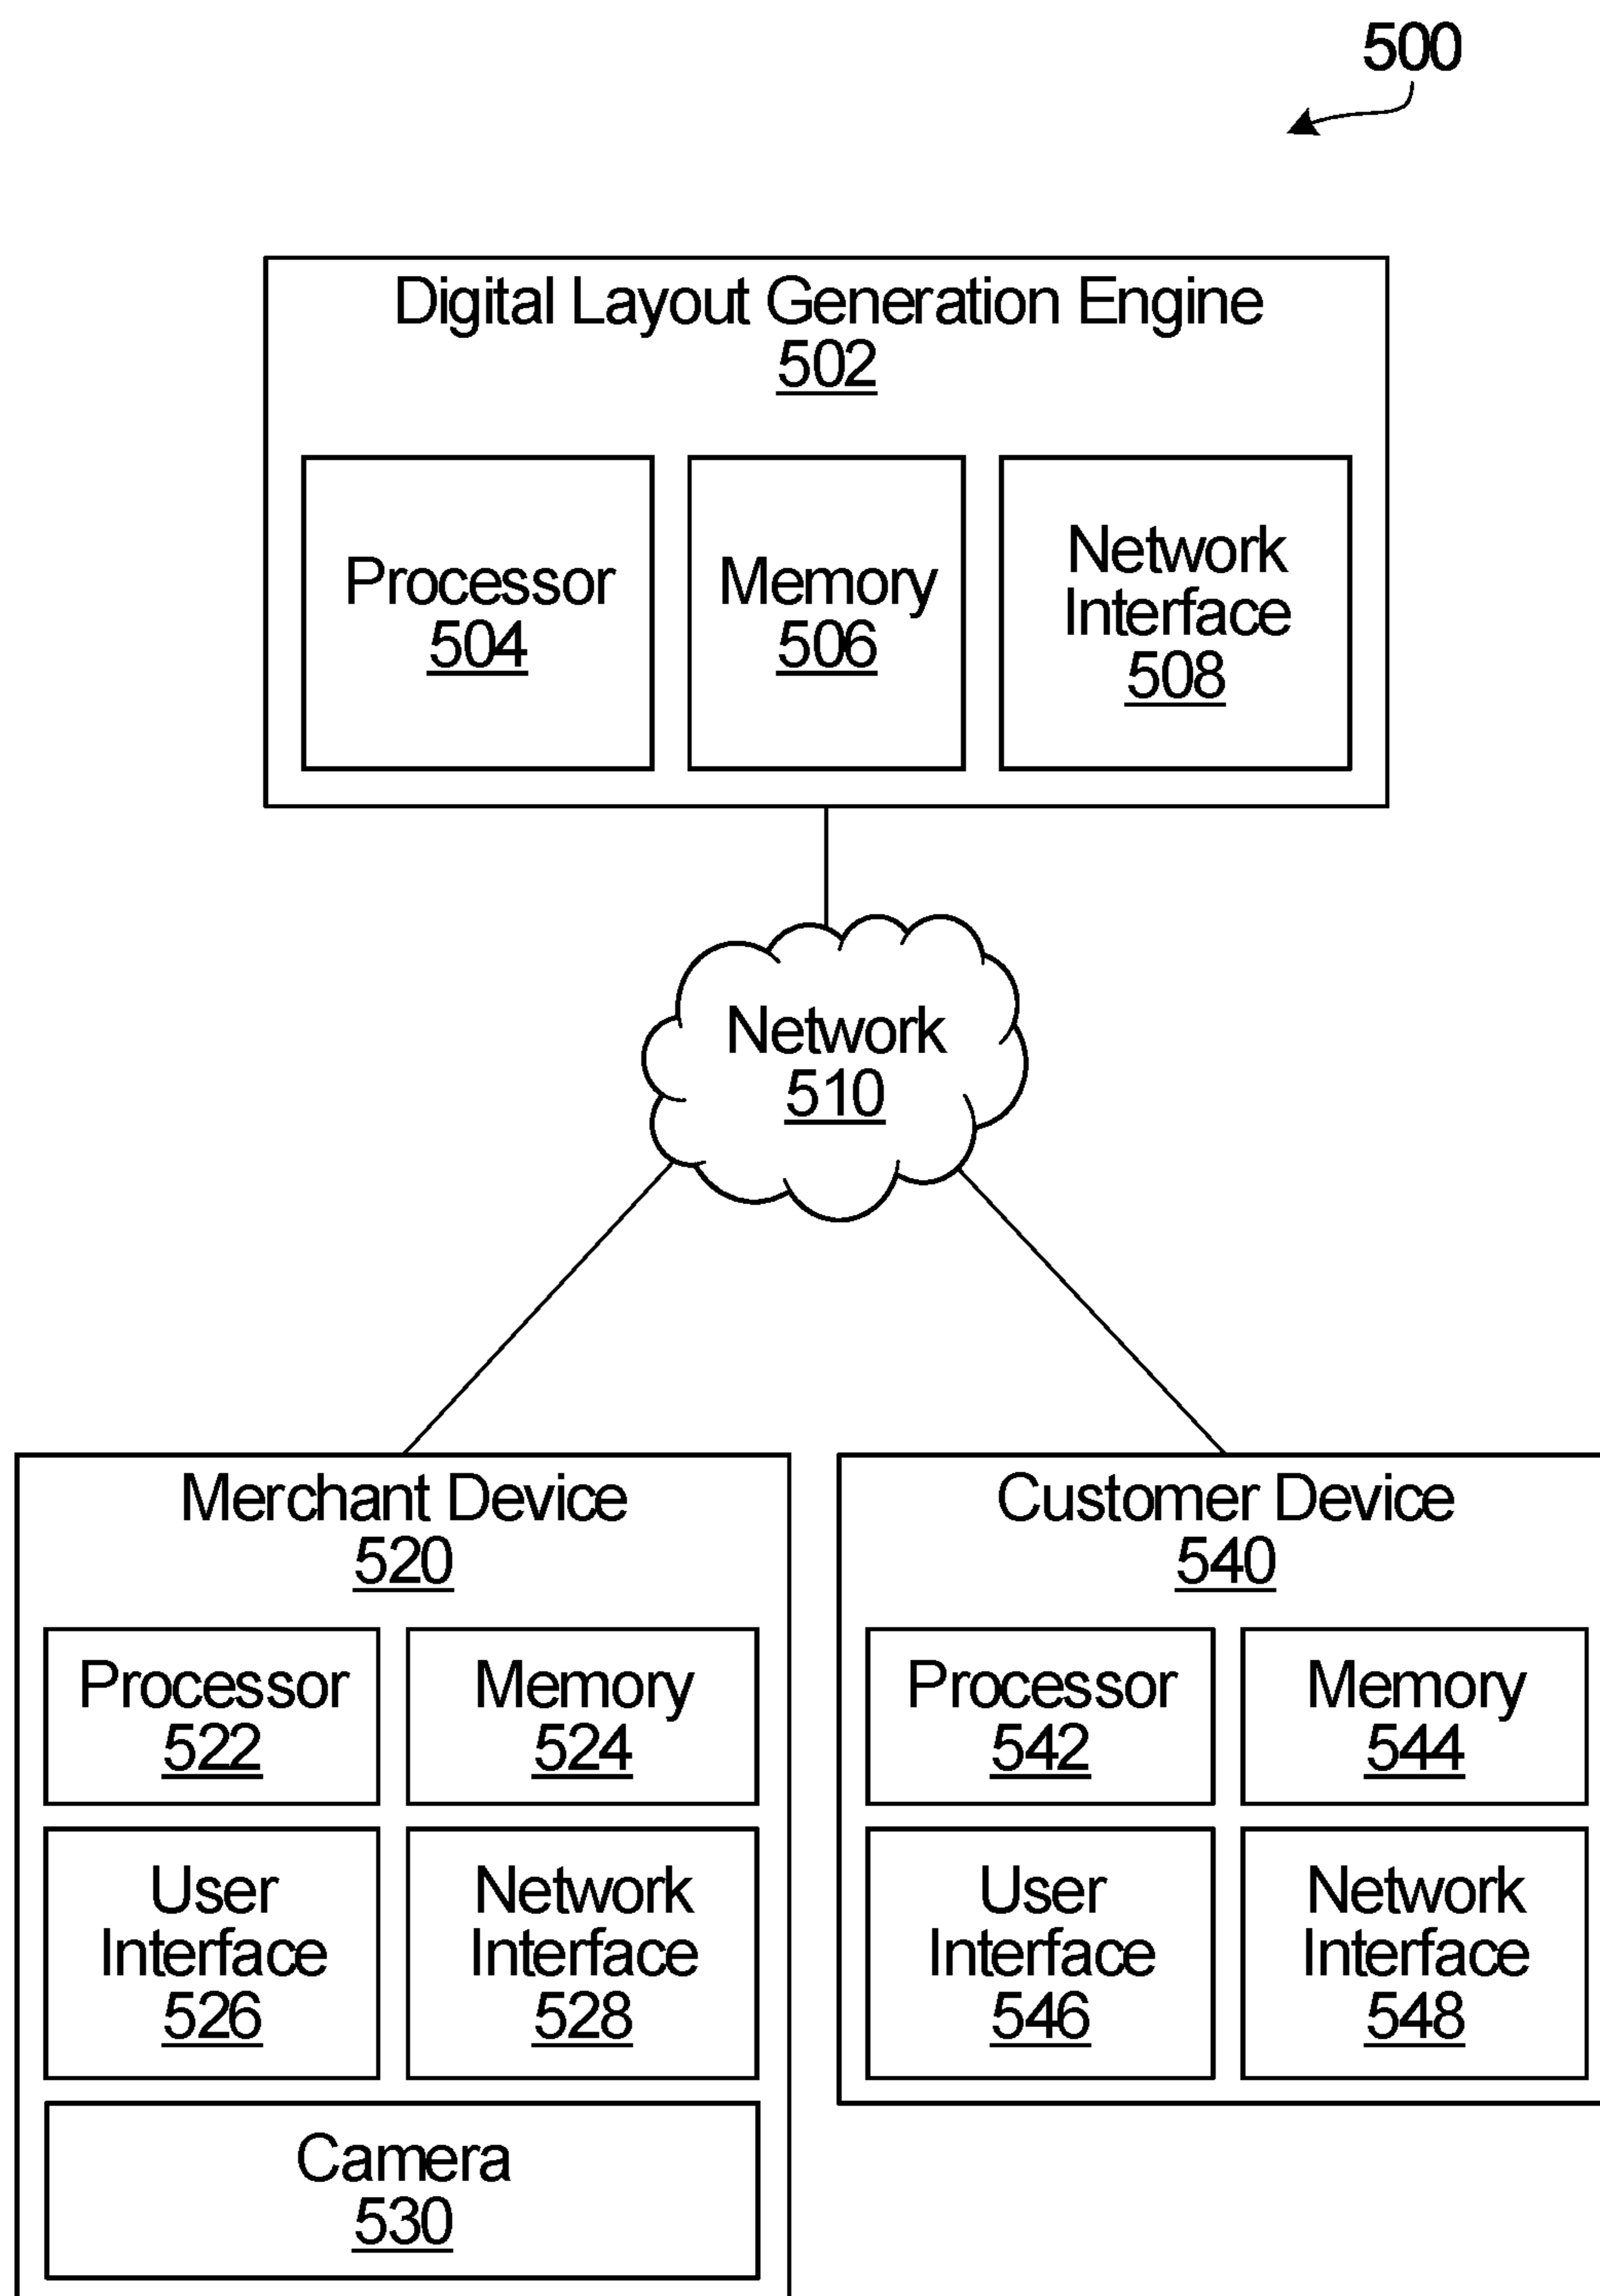 500
Digital Layout Generation Engine
502
Processor
504
Memory
506
Network
Interface
508
Network
510
Merchant Device
520
Processor
522
Memory
524
User
Interface
526
Network
Interface
528
Camera
530
Customer Device
540
Processor
542
Memory
544
User
Interface
546
Network
Interface
548